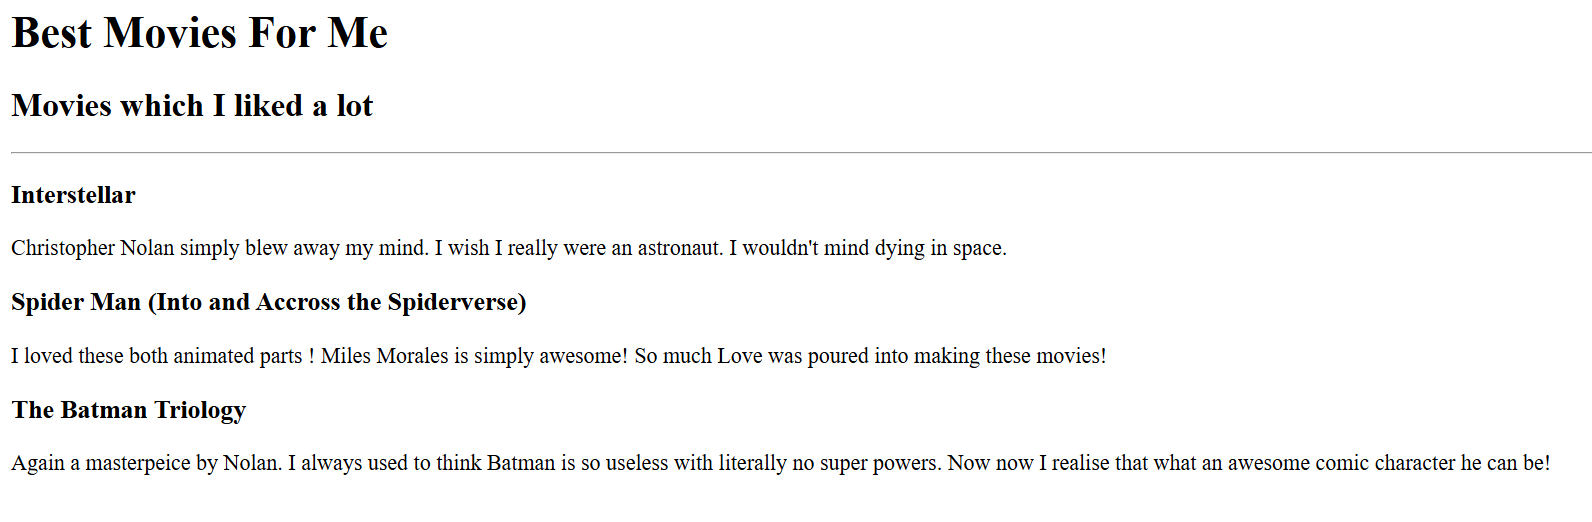 Best Movies For Me
Movies which I liked a lot
Interstellar
Christopher Nolan simply blew away my mind. I wish I really were an astronaut. I wouldn't mind dying in space.
Spider Man (Into and Accross the Spiderverse)
I loved these both animated parts ! Miles Morales is simply awesome! So much Love was poured into making these movies!
The Batman Triology
Again a masterpeice by Nolan. I always used to think Batman is so useless with literally no super powers. Now now I realise that what an awesome comic character he can be!